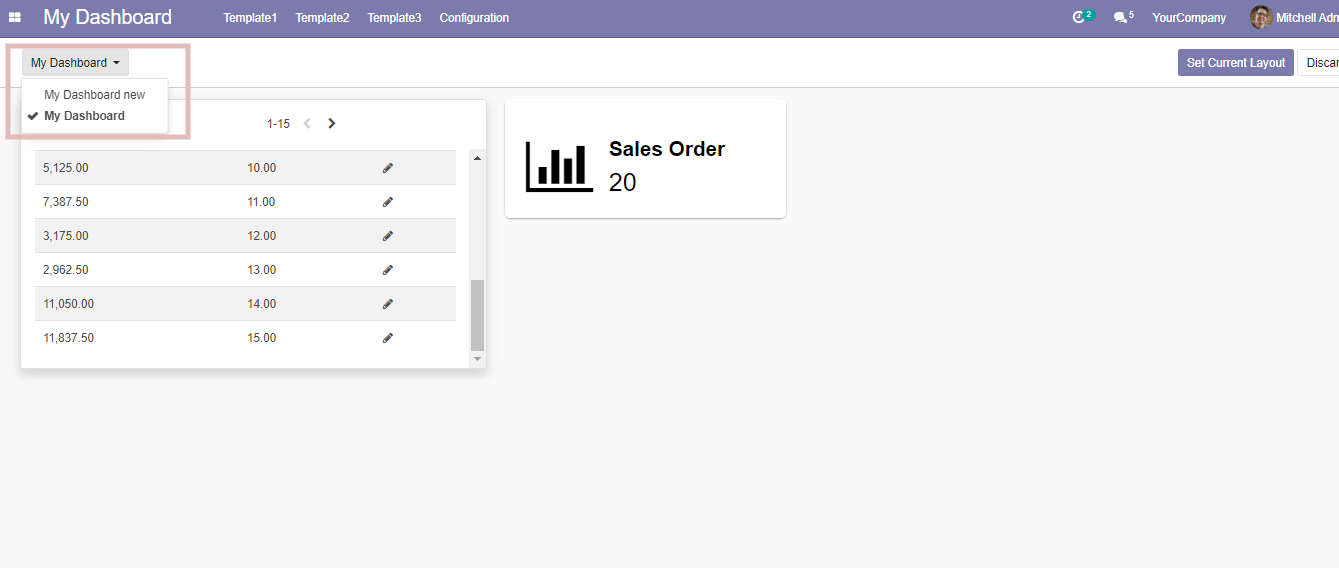 My Dashboard Template1 Template2 Template3 Configuration 2 5 YourCompany Mitchell Adm
My Dashboard Set Current Layout Discar
My Dashboard new
My Dashboard
1-15
5,125.00 10.00
7,387.50 11.00
3,175.00 12.00
2,962.50 13.00
11,050.00 14.00
11,837.50 15.00
Sales Order
20